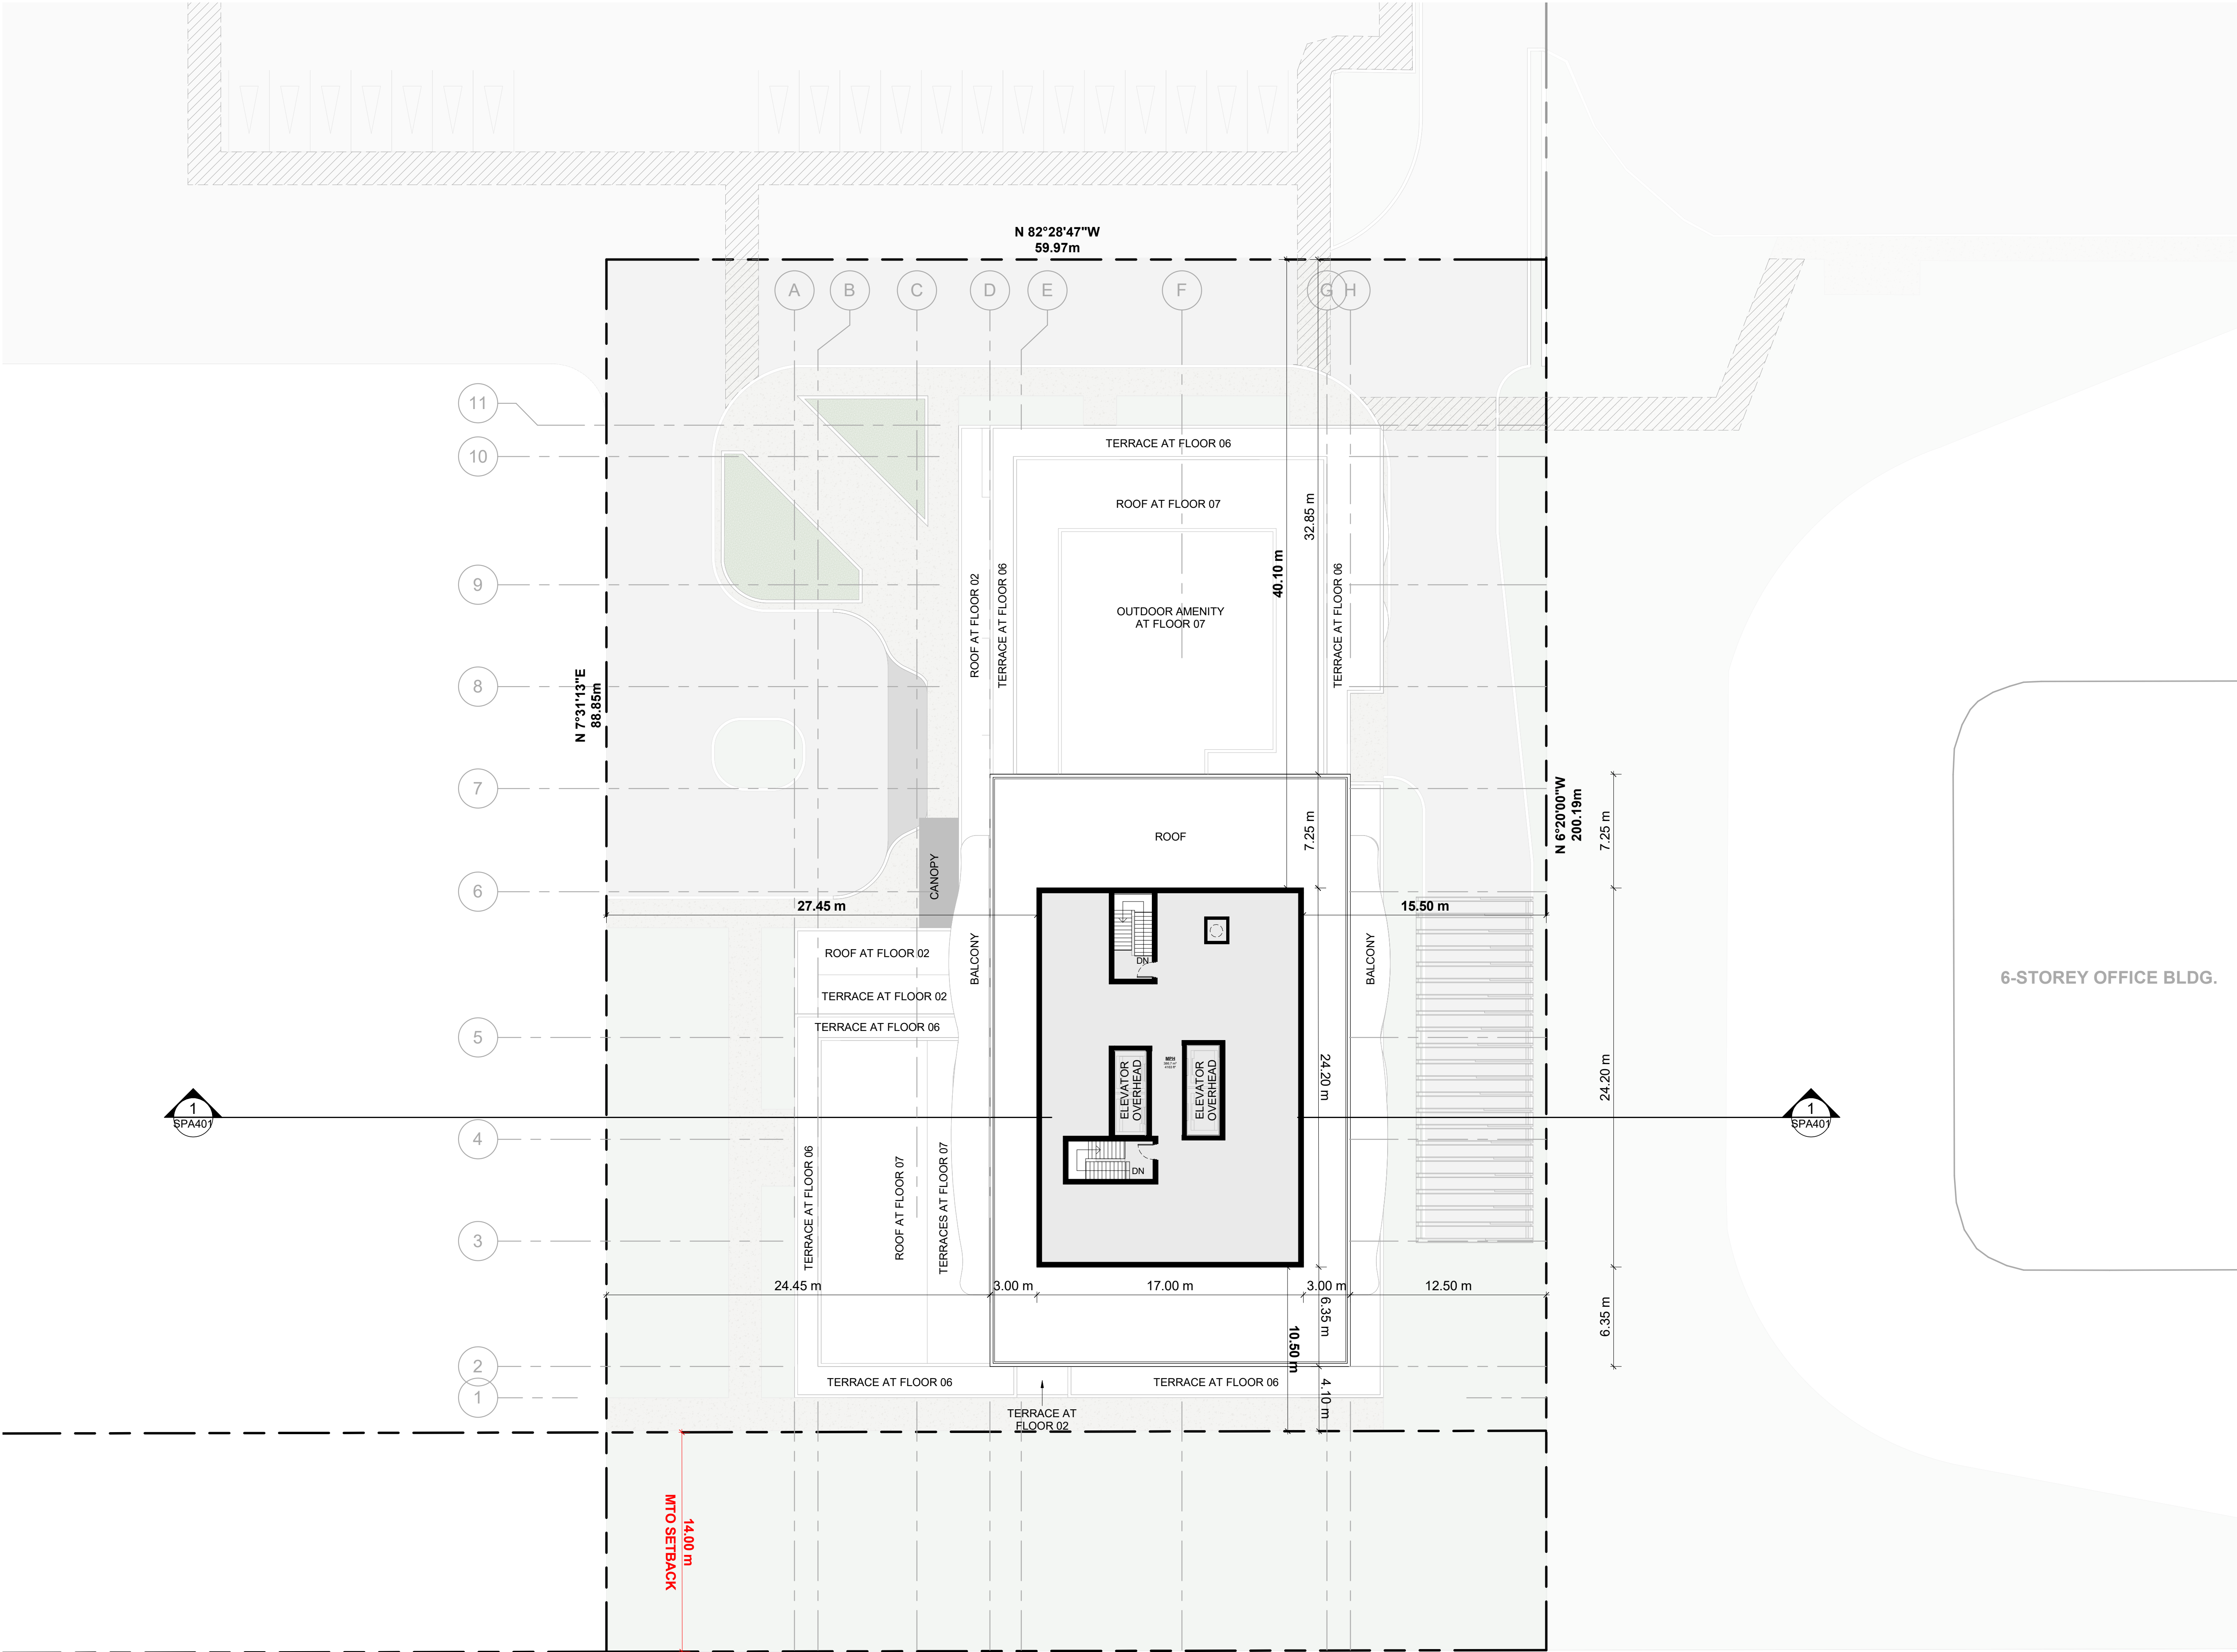 N 82°28'47"W
59.97m
A
B
C
D
E
F
G
H
11
10
9
8
7
6
5
4
3
2
1
TERRACE AT FLOOR 06
ROOF AT FLOOR 07
32.85 m
40.10 m
ROOF AT FLOOR 02
TERRACE AT FLOOR 06
OUTDOOR AMENITY
AT FLOOR 07
TERRACE AT FLOOR 06
N 7°31'13"E
88.85m
N 6°20'00"W
200.19m
ROOF
7.25 m
7.25 m
CANOPY
27.45 m
15.50 m
BALCONY
BALCONY
DN
ROOF AT FLOOR 02
TERRACE AT FLOOR 02
TERRACE AT FLOOR 06
6-STOREY OFFICE BLDG.
ELEVATOR
OVERHEAD
MPH
ELEVATOR
OVERHEAD
24.20 m
24.20 m
1
SPA401
1
SPA401
DN
TERRACE AT FLOOR 06
ROOF AT FLOOR 07
TERRACES AT FLOOR 07
24.45 m
3.00 m
17.00 m
3.00 m
12.50 m
6.35 m
6.35 m
10.50 m
TERRACE AT FLOOR 06
TERRACE AT FLOOR 06
4.10 m
TERRACE AT
FLOOR 02
14.00 m
MTO SETBACK